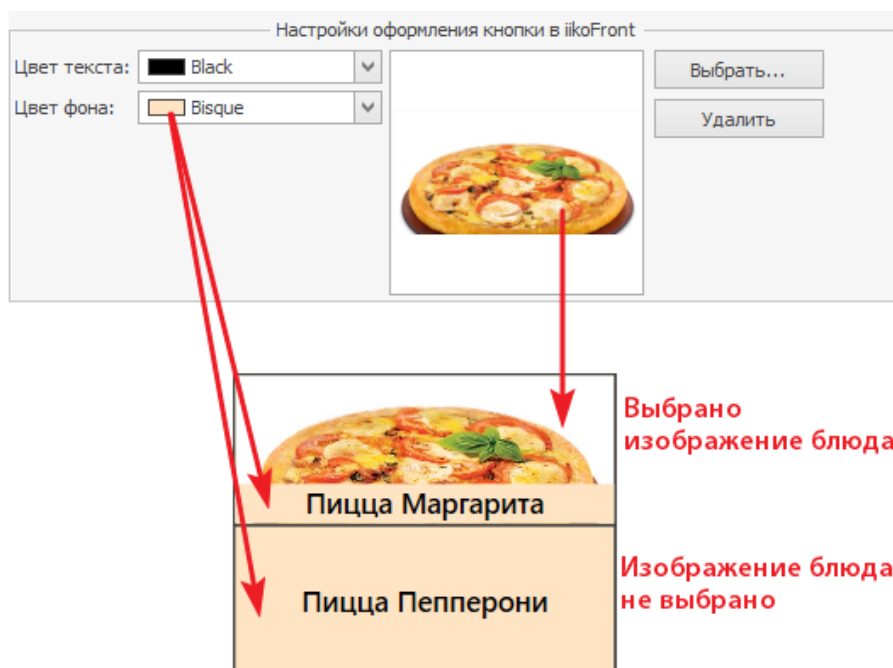 Настройки оформления кнопки в iikoFront
Цвет текста: Black
Выбрать...
Цвет фона: Bisque
Удалить
Выбрано
изображение блюда
Пицца Маргарита
Изображение блюда
не выбрано
Пицца Пепперони